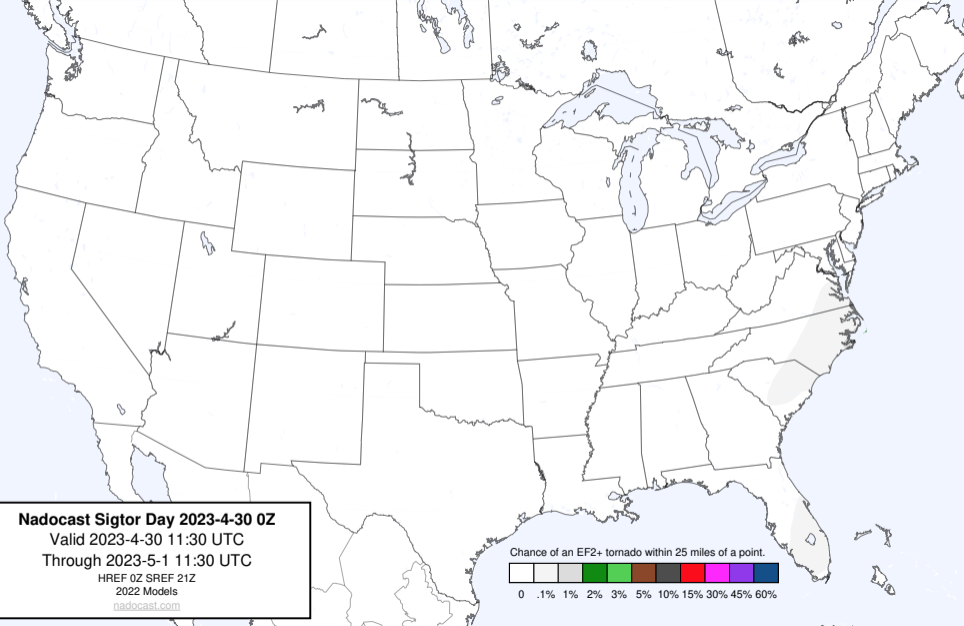 Nadocast Sigtor Day 2023-4-30 0Z
Valid 2023-4-30 11:30 UTC
Through 2023-5-1 11:30 UTC
HREF 0Z SREF 21Z
2022 Models
nadocast.com
Chance of an EF2+ tornado within 25 miles of a point.
0 .1% 1% 2% 3% 5% 10% 15% 30% 45% 60%